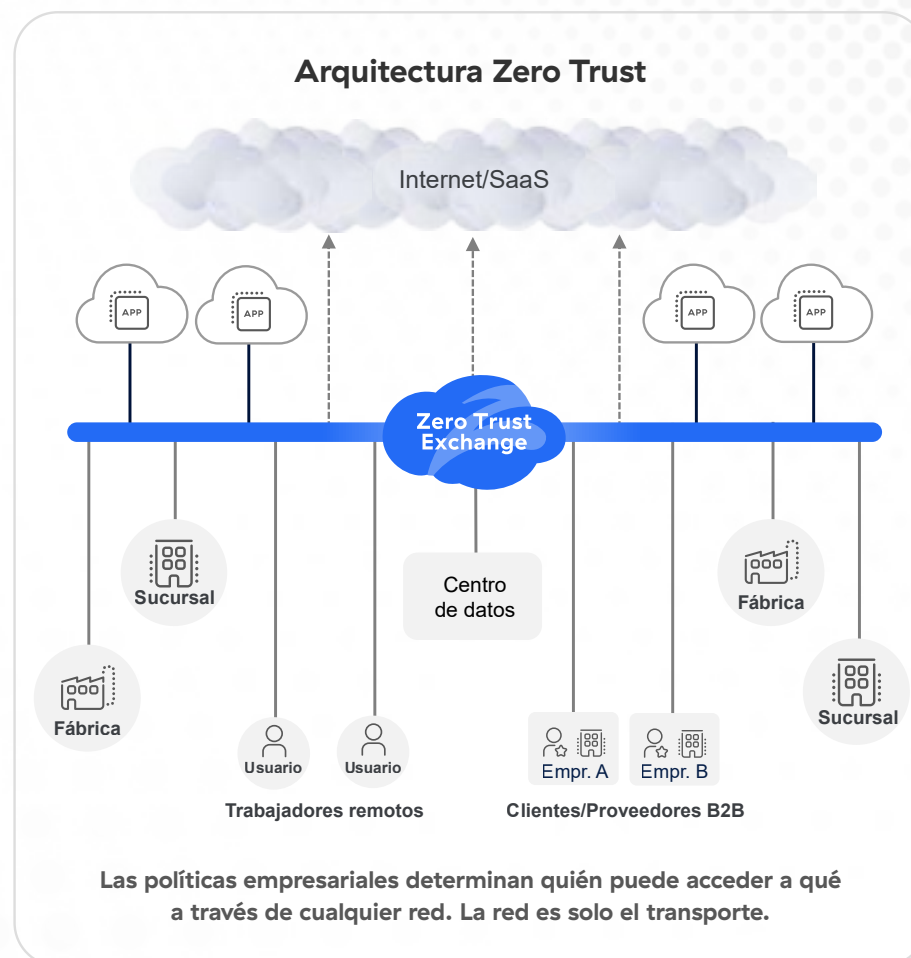 Arquitectura Zero Trust
Internet/SaaS
APP
APP
APP
APP
Zero Trust
Exchange
Sucursal
Centro
de datos
Fábrica
Fábrica
Sucursal
Usuario
Usuario
Empr. A
Empr. B
Trabajadores remotos
Clientes/Proveedores B2B
Las políticas empresariales determinan quién puede acceder a qué
a través de cualquier red. La red es solo el transporte.